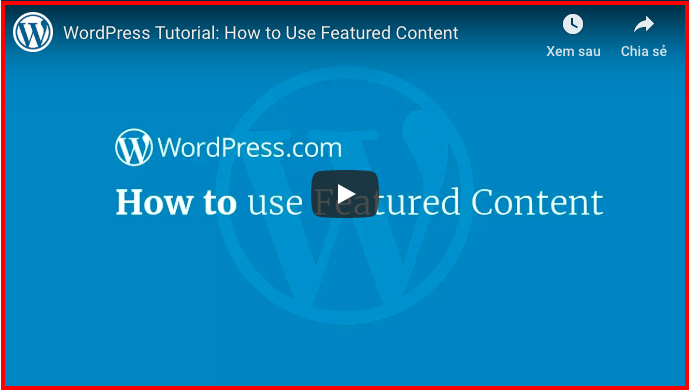 WordPress Tutorial: How to Use Featured Content
Xem sau
Chia sẻ
WordPress.com
How to use Featured Content